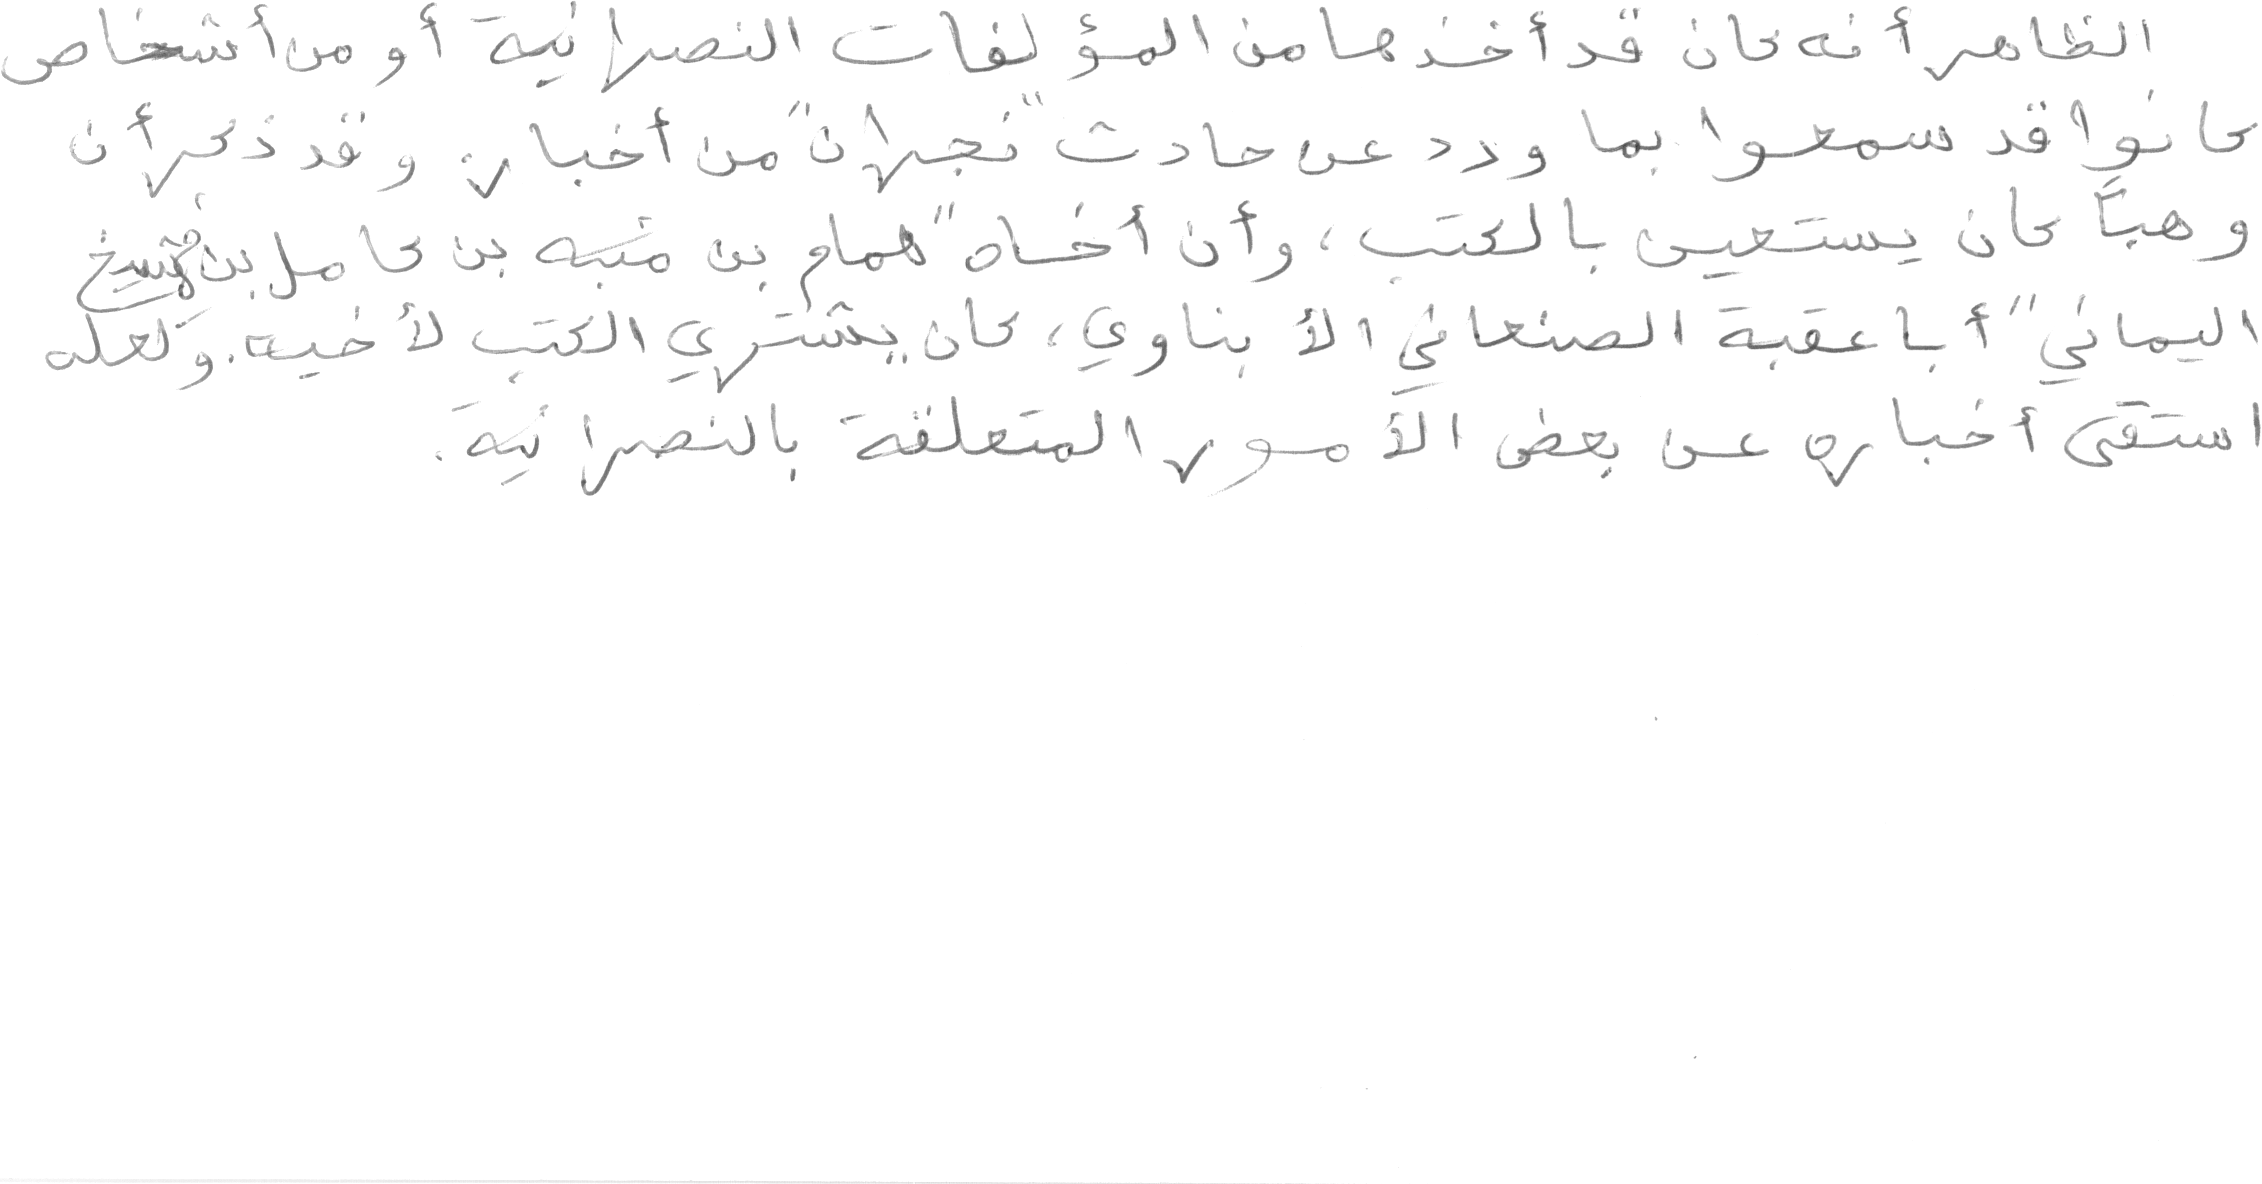 الظاهر أنه كان قد أخذها من المؤلفات النصرانية أو من أشخاص
كانوا قد سمعوا بما ورد عن حادث "نجران" من أخبار. وقد ذكر أن
وهباً كان يستعين بالكتب، وأن أخاه "همام بن منبه بن كامل بن شيخ
اليماني" أبا عقبة الصنعاني الأبناوي، كان يشتري الكتب لأخيه. ولعله
استقى أخباره عن بعض الأمور المتعلقة بالنصرانية.